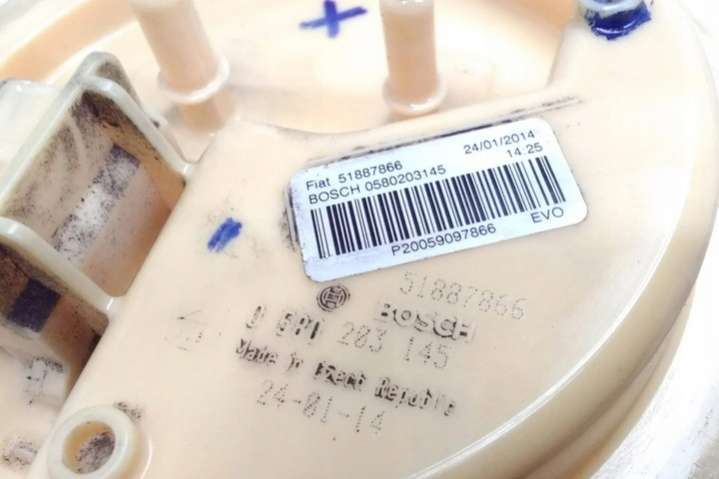 Fiat 51887866 24/01/2014
BOSCH 0580203145 14:25
P20059097866 EVO
51887866
BOSCH
0 580 203 145
Made in Czech Republic
24-01-14